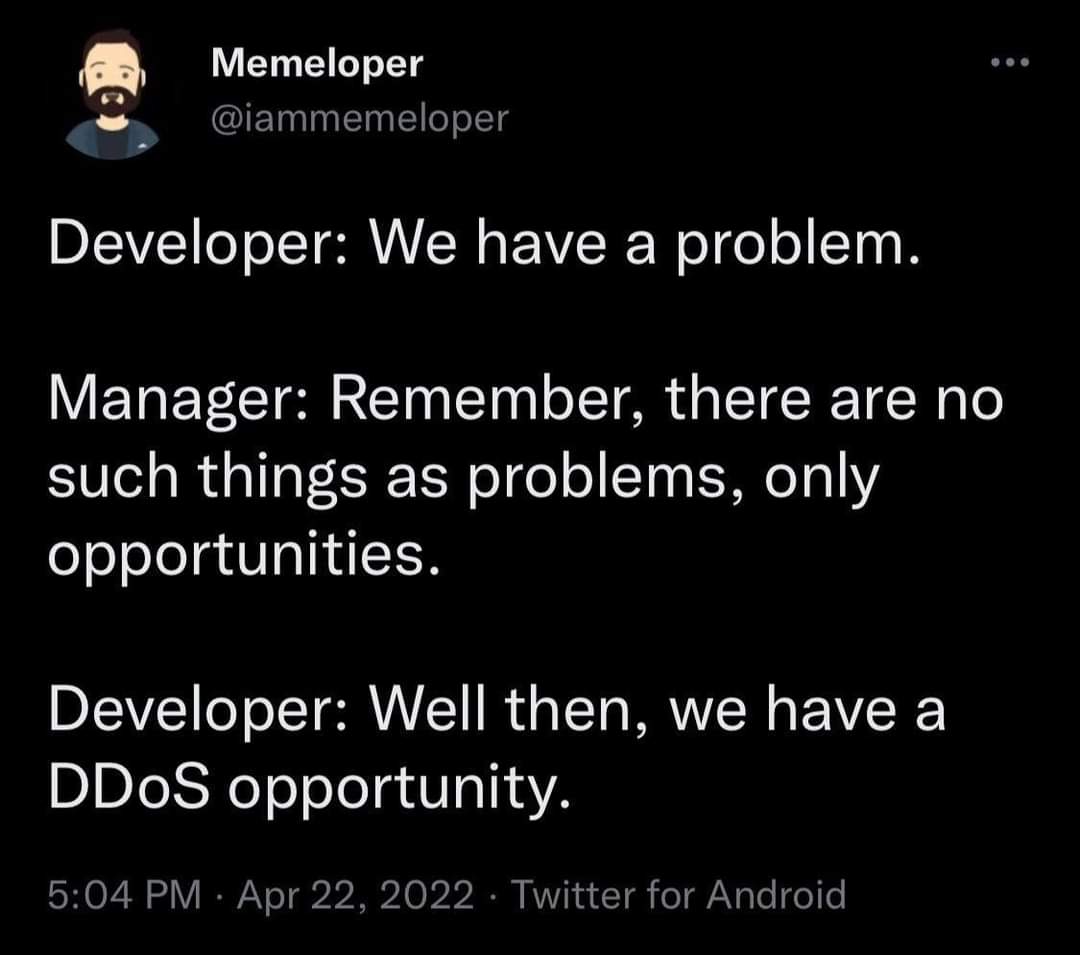 Memeloper
@iammemeloper
Developer: We have a problem.
Manager: Remember, there are no
such things as problems, only
opportunities.
Developer: Well then, we have a
DDoS opportunity.
5:04 PM · Apr 22, 2022 · Twitter for Android